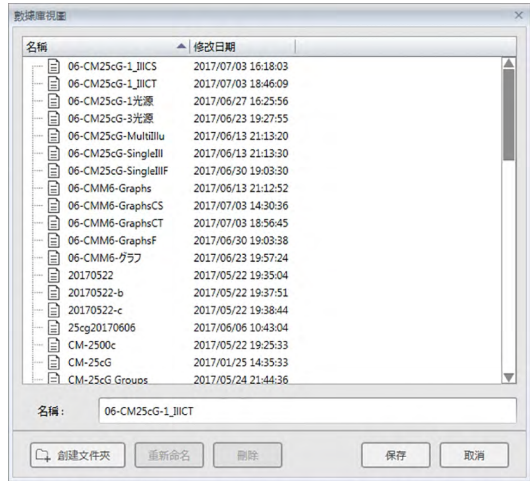 數據庫視圖
名稱 修改日期
06-CM25cG-1_IllCS 2017/07/03 16:18:03
06-CM25cG-1_IllCT 2017/07/03 18:46:09
06-CM25cG-1光源 2017/06/27 16:25:56
06-CM25cG-3光源 2017/06/23 19:27:55
06-CM25cG-MultiIllu 2017/06/13 21:13:20
06-CM25cG-SingleIll 2017/06/13 21:13:30
06-CM25cG-SingleIllF 2017/06/30 19:03:30
06-CMM6-Graphs 2017/06/13 21:12:52
06-CMM6-GraphsCS 2017/07/03 14:30:36
06-CMM6-GraphsCT 2017/07/03 18:56:45
06-CMM6-GraphsF 2017/06/30 19:03:38
06-CMM6-グラフ 2017/06/23 19:57:24
20170522 2017/05/22 19:35:04
20170522-b 2017/05/22 19:37:51
20170522-c 2017/05/22 19:38:44
25cg20170606 2017/06/06 10:43:04
CM-2500c 2017/05/22 19:25:33
CM-25cG 2017/01/25 14:35:33
CM-25cG Groups 2017/05/24 21:44:36
名稱： 06-CM25cG-1_IllCT
創建文件夾 重新命名 刪除 保存 取消